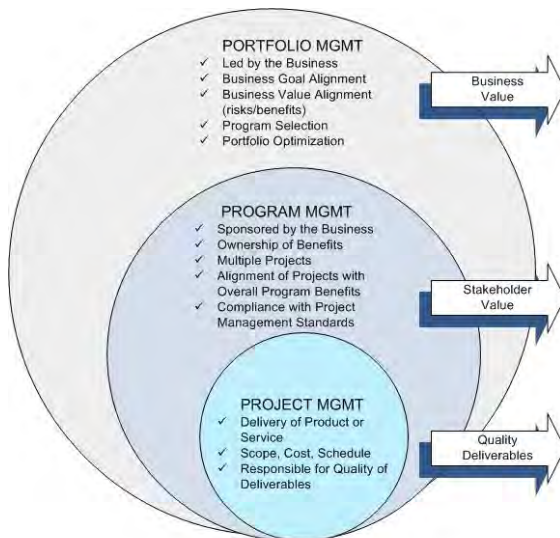 PORTFOLIO MGMT
✓ Led by the Business
✓ Business Goal Alignment
✓ Business Value Alignment
(risks/benefits)
✓ Program Selection
✓ Portfolio Optimization
Business
Value
PROGRAM MGMT
✓ Sponsored by the Business
✓ Ownership of Benefits
✓ Multiple Projects
✓ Alignment of Projects with
Overall Program Benefits
✓ Compliance with Project
Management Standards
Stakeholder
Value
PROJECT MGMT
✓ Delivery of Product or
Service
✓ Scope, Cost, Schedule
✓ Responsible for Quality of
Deliverables
Quality
Deliverables